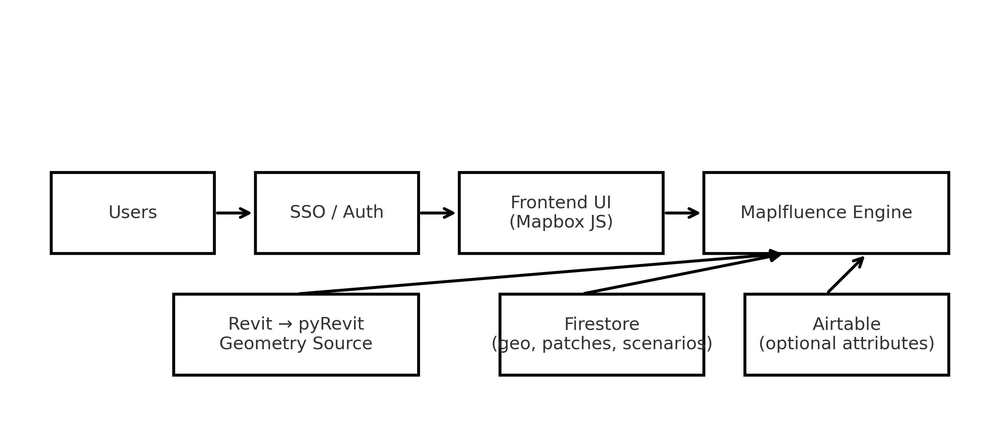 Users
SSO / Auth
Frontend UI
(Mapbox JS)
Maplfluence Engine
Revit → pyRevit
Geometry Source
Firestore
(geo, patches, scenarios)
Airtable
(optional attributes)